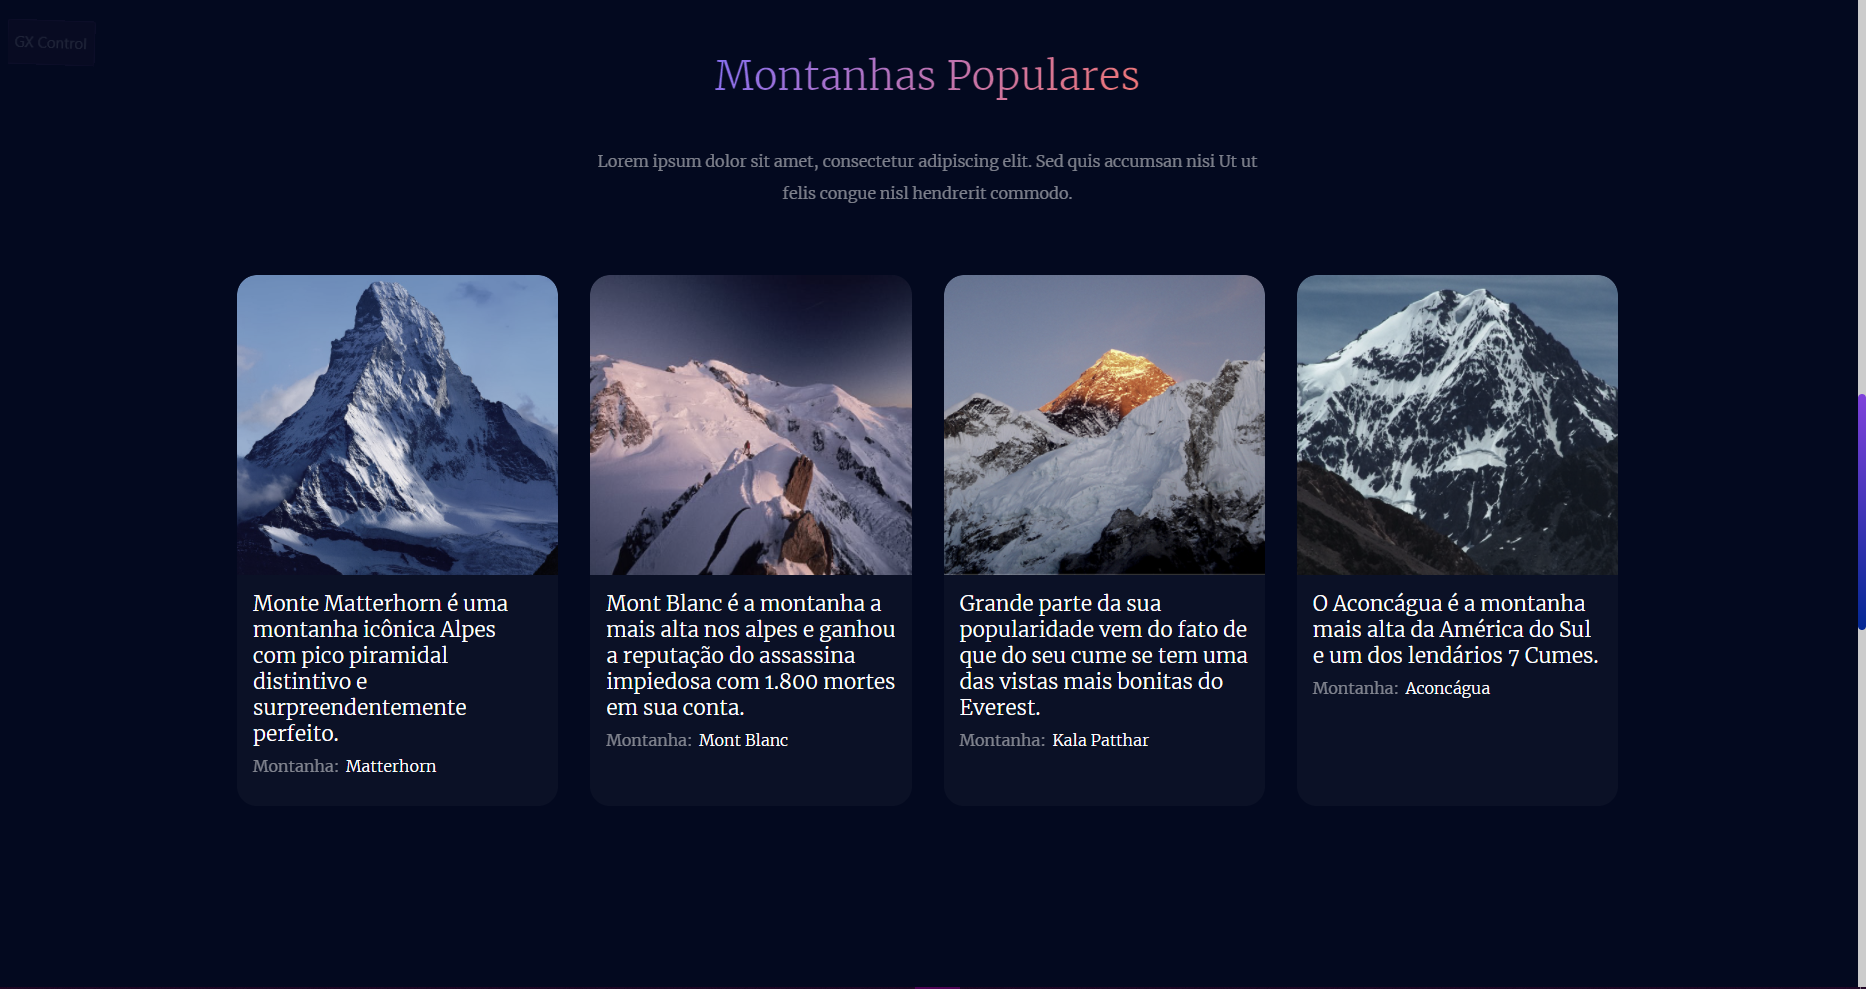 GX Control
Montanhas Populares
Lorem ipsum dolor sit amet, consectetur adipiscing elit. Sed quis accumsan nisi Ut ut
felis congue nisl hendrerit commodo.
Monte Matterhorn é uma
montanha icônica Alpes
com pico piramidal
distintivo e
surpreendentemente
perfeito.
Montanha: Matterhorn
Mont Blanc é a montanha a
mais alta nos alpes e ganhou
a reputação do assassina
impiedosa com 1.800 mortes
em sua conta.
Montanha: Mont Blanc
Grande parte da sua
popularidade vem do fato de
que do seu cume se tem uma
das vistas mais bonitas do
Everest.
Montanha: Kala Patthar
O Aconcágua é a montanha
mais alta da América do Sul
e um dos lendários 7 Cumes.
Montanha: Aconcágua